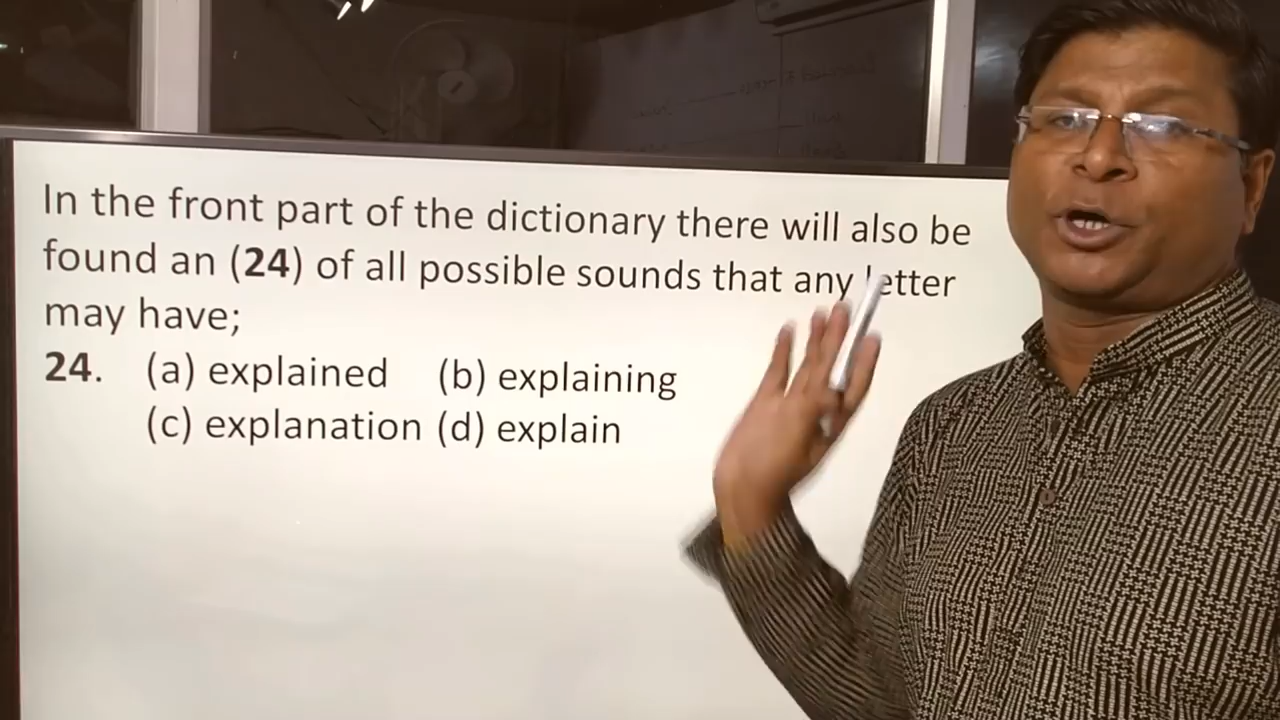 In the front part of the dictionary there will also be
found an (24) of all possible sounds that any letter
may have;
24. (a) explained (b) explaining
(c) explanation (d) explain